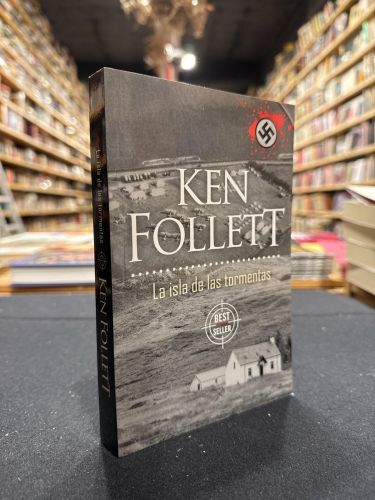 KEN
FOLLETT
La isla de las tormentas
BEST
SELLER
La isla de las tormentas
KEN FOLLETT